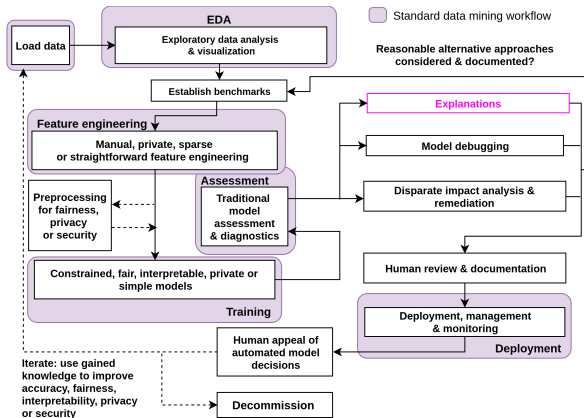 EDA
Standard data mining workflow
Load data
Exploratory data analysis
& visualization
Reasonable alternative approaches
considered & documented?
Establish benchmarks
Explanations
Feature engineering
Manual, private, sparse
or straightforward feature engineering
Model debugging
Assessment
Preprocessing
for fairness,
privacy
or security
Traditional
model
assessment
& diagnostics
Disparate impact analysis &
remediation
Constrained, fair, interpretable, private or
simple models
Training
Human review & documentation
Deployment, management
& monitoring
Deployment
Human appeal of
automated model
decisions
Iterate: use gained
knowledge to improve
accuracy, fairness,
interpretability, privacy
or security
Decommission